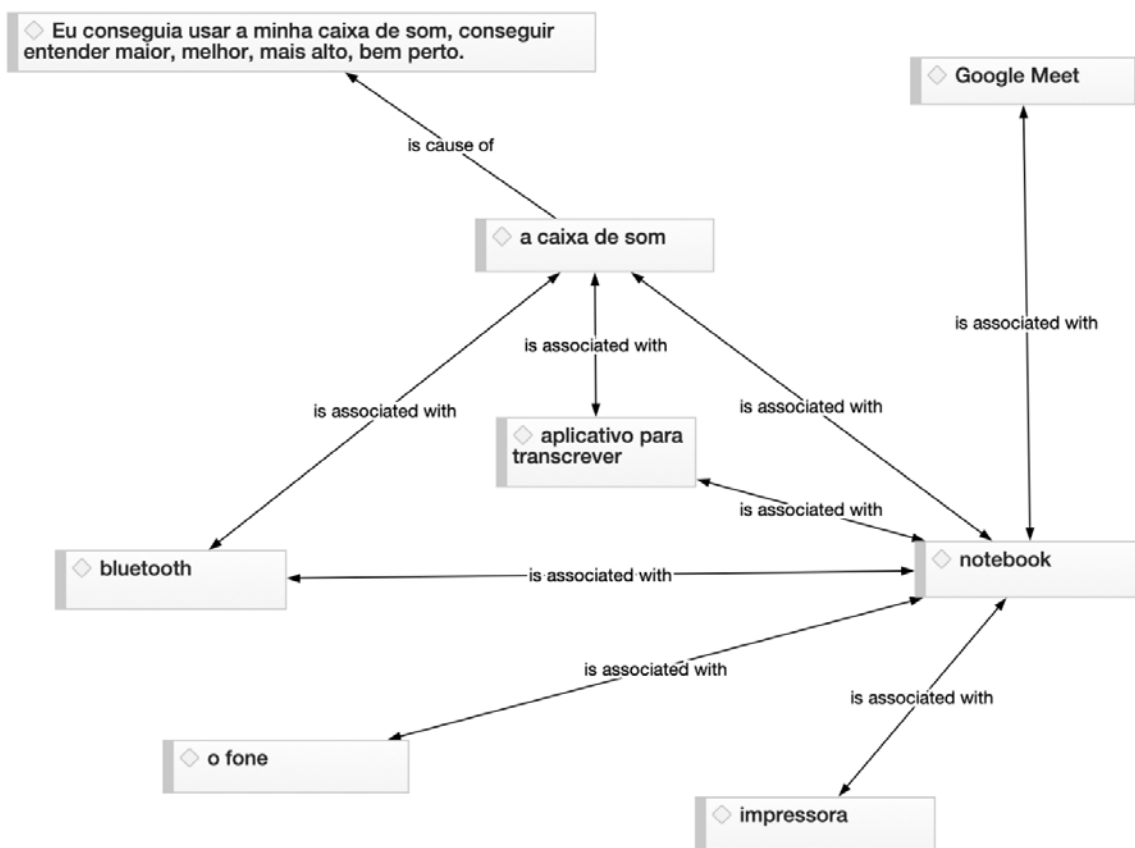 Eu conseguia usar a minha caixa de som, conseguir
entender maior, melhor, mais alto, bem perto.
Google Meet
is cause of
a caixa de som
is associated with
is associated with
is associated with
is associated with
aplicativo para
transcrever
is associated with
bluetooth
is associated with
notebook
is associated with
is associated with
o fone
impressora